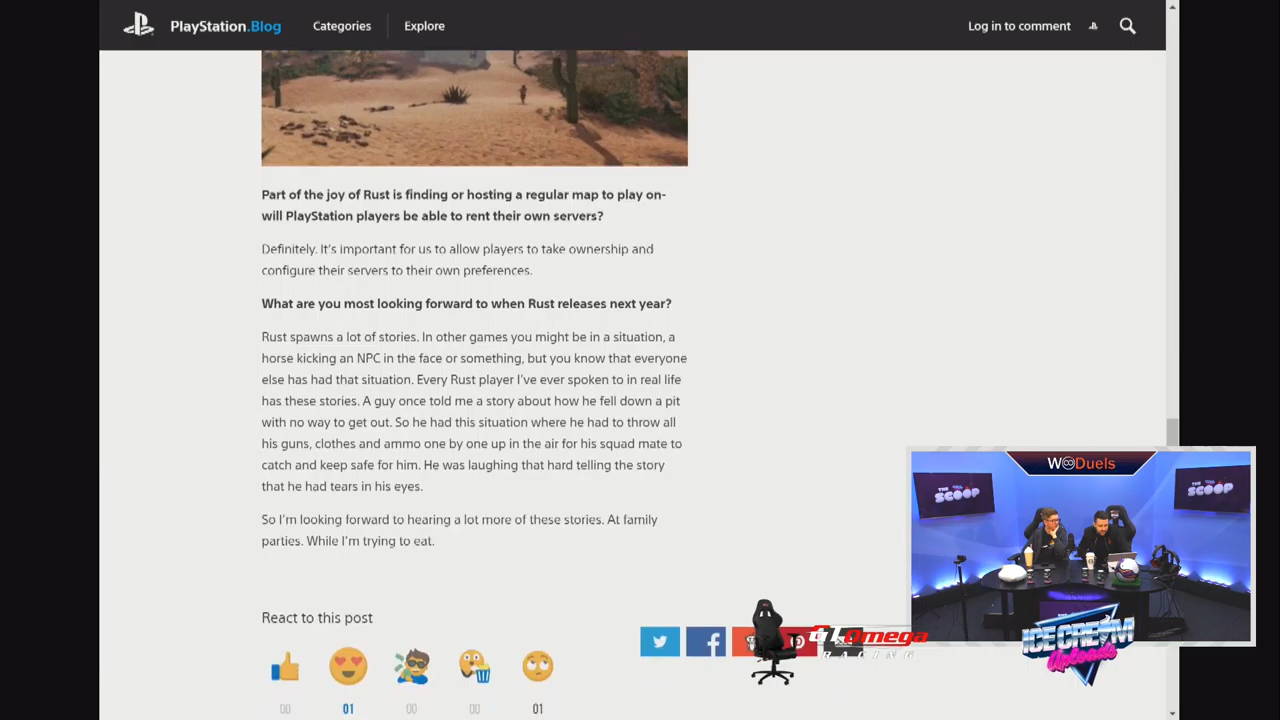 PlayStation.Blog
Categories
Explore
Log in to comment
Part of the joy of Rust is finding or hosting a regular map to play on-
will PlayStation players be able to rent their own servers?
Definitely. It's important for us to allow players to take ownership and
configure their servers to their own preferences.
What are you most looking forward to when Rust releases next year?
Rust spawns a lot of stories. In other games you might be in a situation, a
horse kicking an NPC in the face or something, but you know that everyone
else has had that situation. Every Rust player I've ever spoken to in real life
has these stories. A guy once told me a story about how he fell down a pit
with no way to get out. So he had this situation where he had to throw all
his guns, clothes and ammo one by one up in the air for his squad mate to
catch and keep safe for him. He was laughing that hard telling the story
that he had tears in his eyes.
So I'm looking forward to hearing a lot more of these stories. At family
parties. While I'm trying to eat.
React to this post
00
01
00
00
01
Omega
RACING
W Duels
THE
SCOOP
THE
SCOOP
ICE CREAM
Uploads